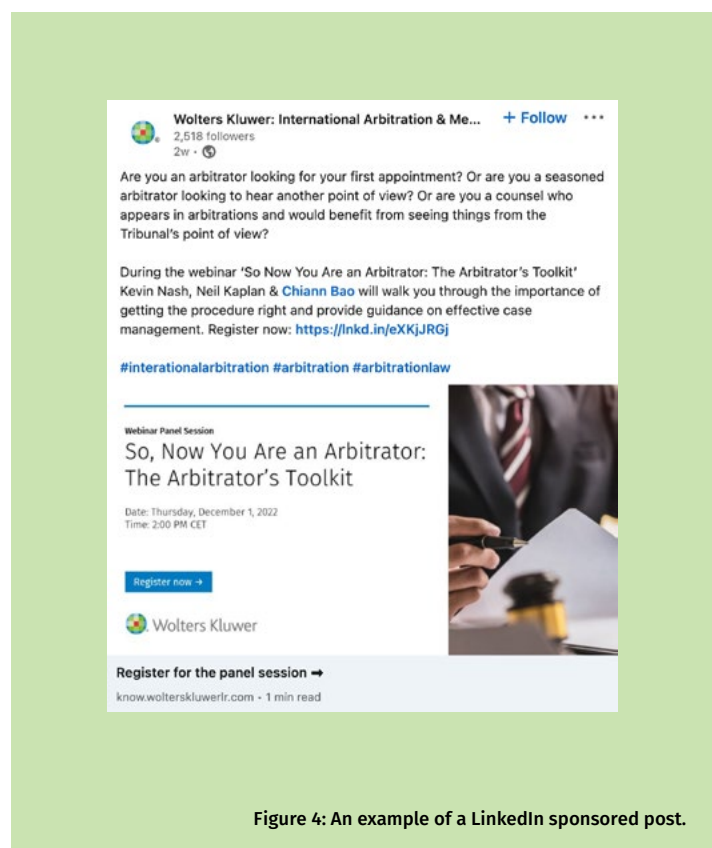 Wolters Kluwer: International Arbitration & Me... + Follow ...
2,518 followers
2w •
Are you an arbitrator looking for your first appointment? Or are you a seasoned
arbitrator looking to hear another point of view? Or are you a counsel who
appears in arbitrations and would benefit from seeing things from the
Tribunal's point of view?
During the webinar ‘So Now You Are an Arbitrator: The Arbitrator's Toolkit’
Kevin Nash, Neil Kaplan & Chiann Bao will walk you through the importance of
getting the procedure right and provide guidance on effective case
management. Register now: https://lnkd.in/eXKjJRGj
#interationalarbitration #arbitration #arbitrationlaw
Webinar Panel Session
So, Now You Are an Arbitrator:
The Arbitrator's Toolkit
Date: Thursday, December 1, 2022
Time: 2:00 PM CET
Register now →
Wolters Kluwer
Register for the panel session ➞
know.wolterskluwerlr.com • 1 min read
Figure 4: An example of a LinkedIn sponsored post.